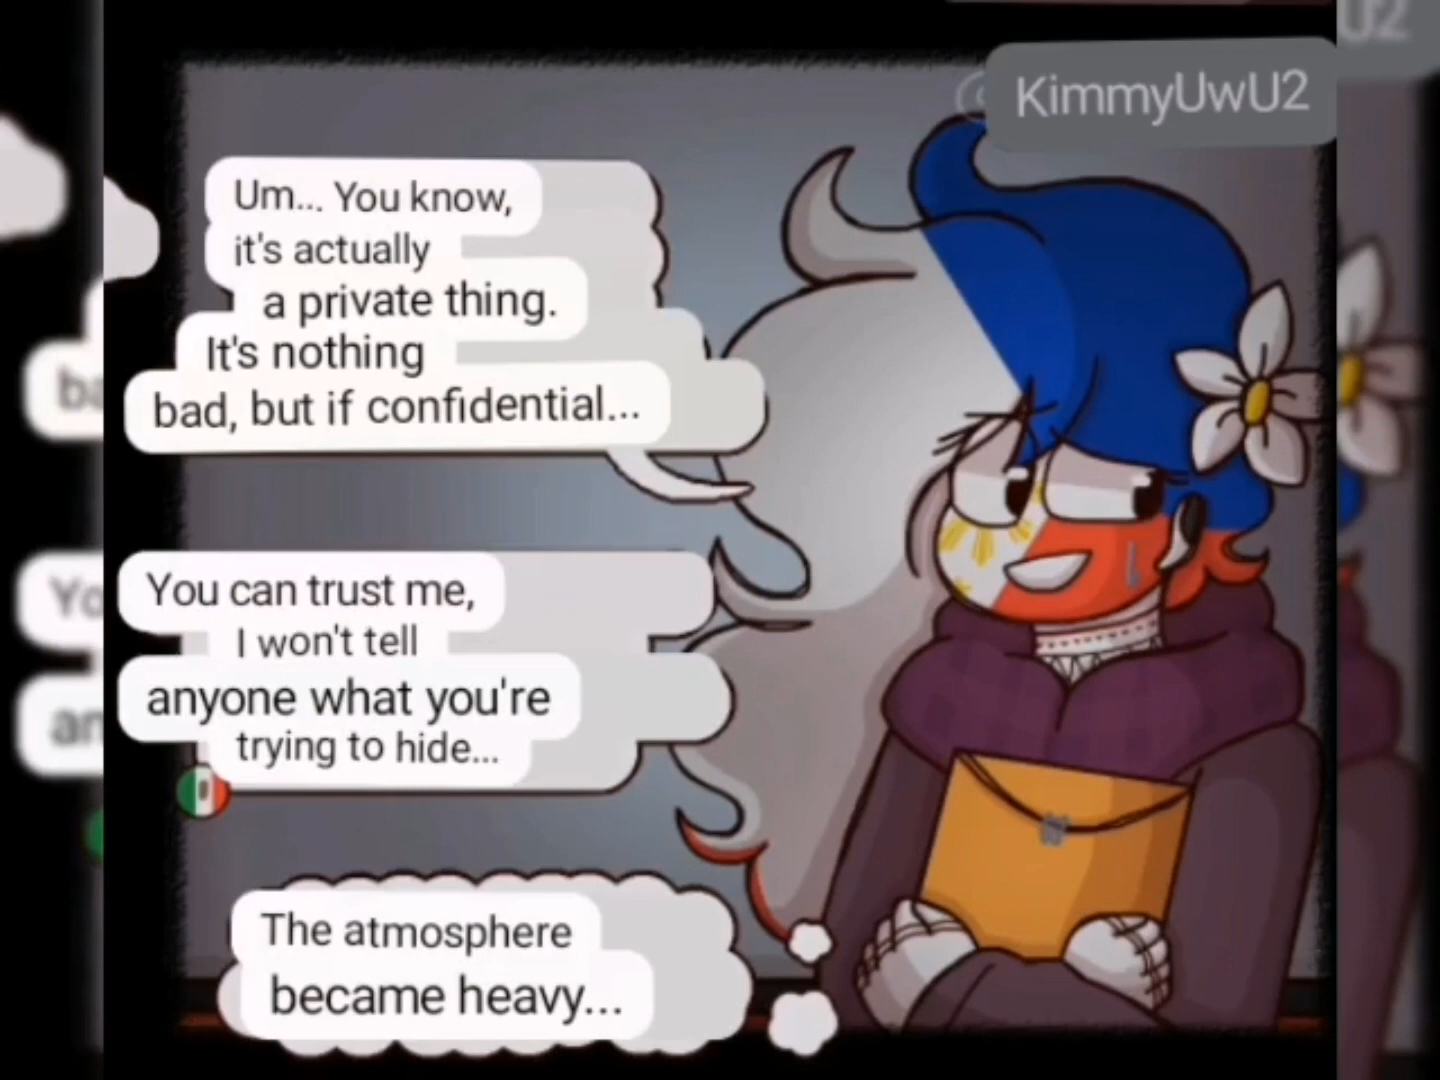 KimmyUwU2
Um... You know,
it's actually
a private thing.
It's nothing
bad, but if confidential...
You can trust me,
I won't tell
anyone what you're
trying to hide...
The atmosphere
became heavy...